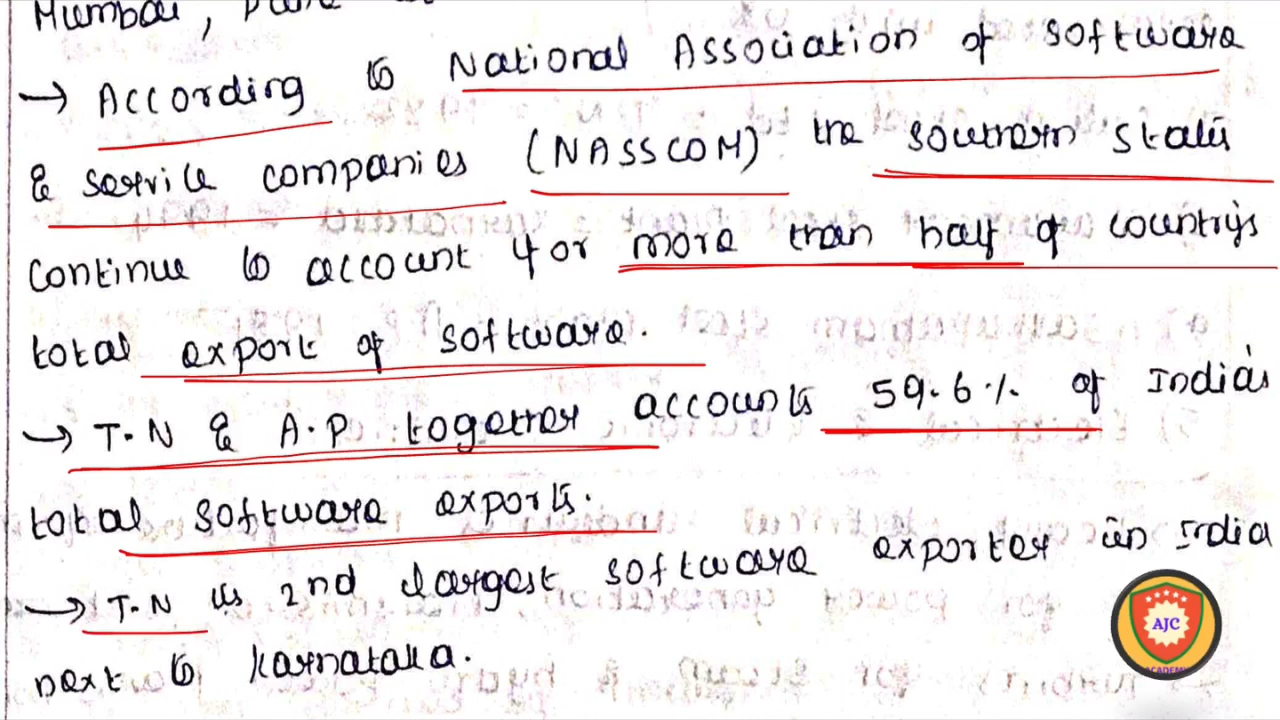 Mumbai,
→ According to National Association of software
& service companies (NASSCOM) the southern states
continue to account for more than half of country's
total export of software.
→ T.N & A.P together accounts 59.6% of India's
total software exports.
→ T.N is 2nd largest software exporter in India
next to Karnataka.
AJC
ACADEMY